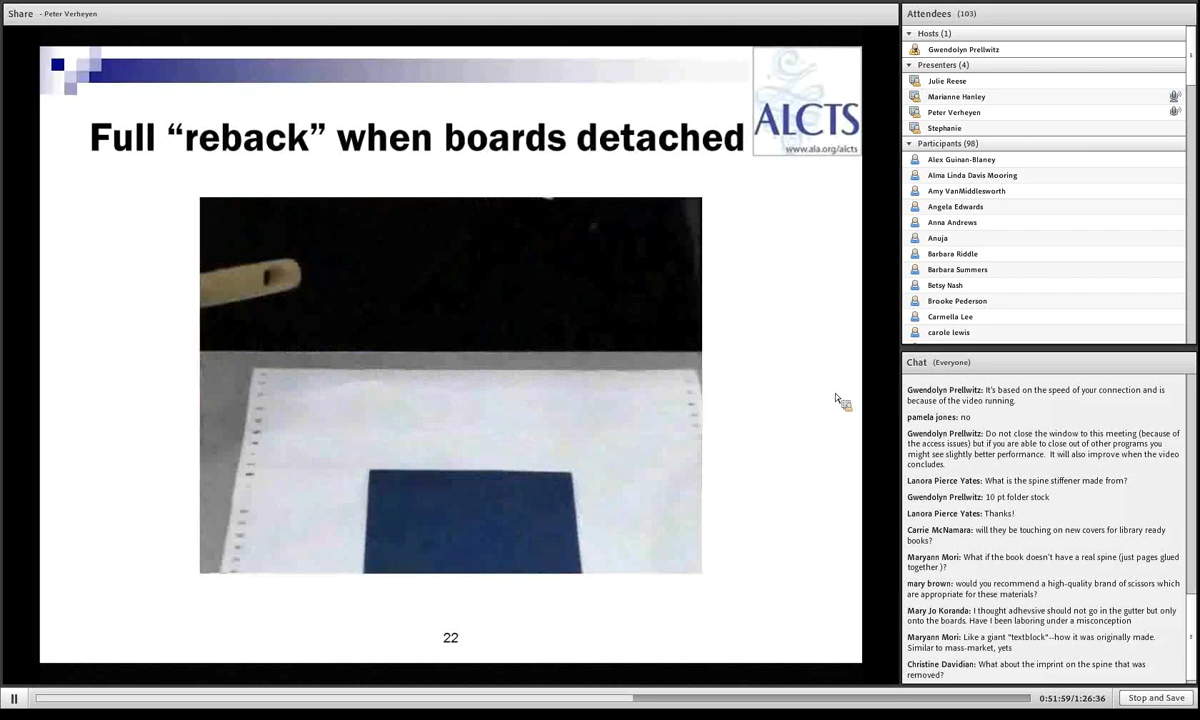 Share - Peter Verheyen
Full “reback” when boards detached
ALCTS
www.ala.org/alcts
22
Attendees (103)
Hosts (1)
Gwendolyn Prellwitz
Presenters (4)
Julie Reese
Marianne Hanley
Peter Verheyen
Stephanie
Participants (98)
Alex Guinan-Blaney
Alma Linda Davis Mooring
Amy VanMiddlesworth
Angela Edwards
Anna Andrews
Anuja
Barbara Riddle
Barbara Summers
Betsy Nash
Brooke Pederson
Carmella Lee
carole lewis
Chat (Everyone)
Gwendolyn Prellwitz: It's based on the speed of your connection and is
because of the video running.
pamela jones: no
Gwendolyn Prellwitz: Do not close the window to this meeting (because of
the access issues) but if you are able to close out of other programs you
might see slightly better performance. It will also improve when the video
concludes.
Lanora Pierce Yates: What is the spine stiffener made from?
Gwendolyn Prellwitz: 10 pt folder stock
Lanora Pierce Yates: Thanks!
Carrie McNamara: will they be touching on new covers for library ready
books?
Maryann Mori: What if the book doesn't have a real spine (just pages glued
together )?
mary brown: would you recommend a high-quality brand of scissors which
are appropriate for these materials?
Mary Jo Koranda: I thought adhevsive should not go in the gutter but only
onto the boards. Have I been laboring under a misconception
Maryann Mori: Like a giant "textblock"--how it was originally made.
Similar to mass-market, yets
Christine Davidian: What about the imprint on the spine that was
removed?
0:51:59/1:26:36
Stop and Save